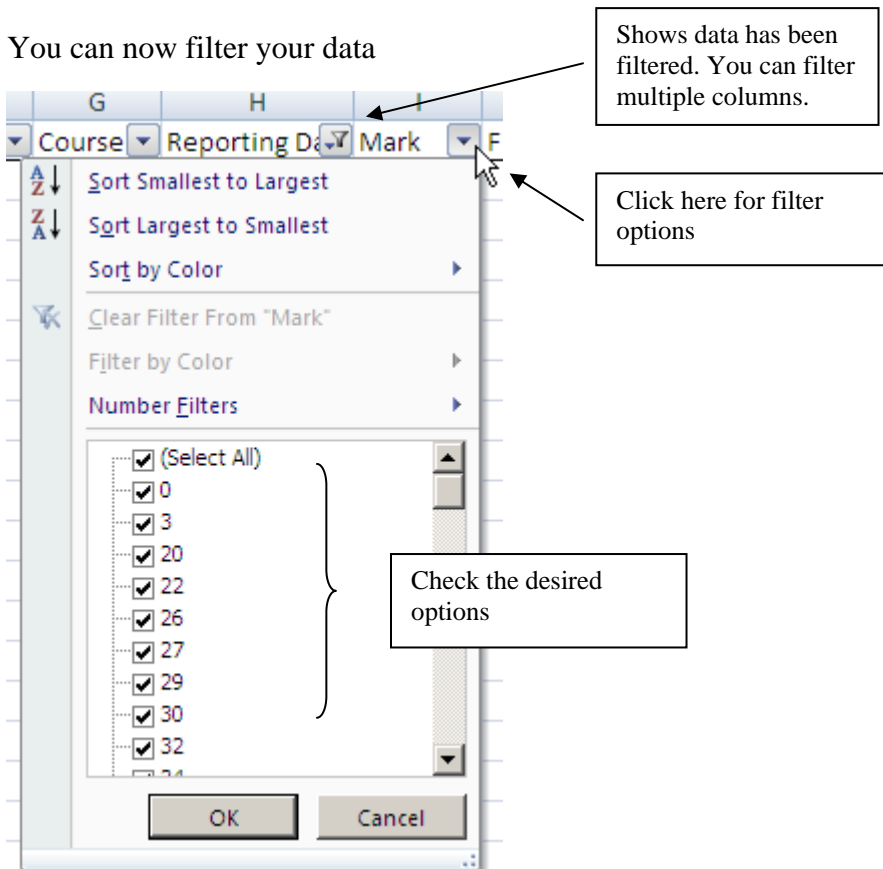 You can now filter your data
Shows data has been
filtered. You can filter
multiple columns.
G H I
Course Reporting Da Mark F
Click here for filter
options
Sort Smallest to Largest
Sort Largest to Smallest
Sort by Color
Clear Filter From "Mark"
Filter by Color
Number Filters
(Select All)
0
3
20
22
26
27
29
30
32
34
Check the desired
options
OK Cancel